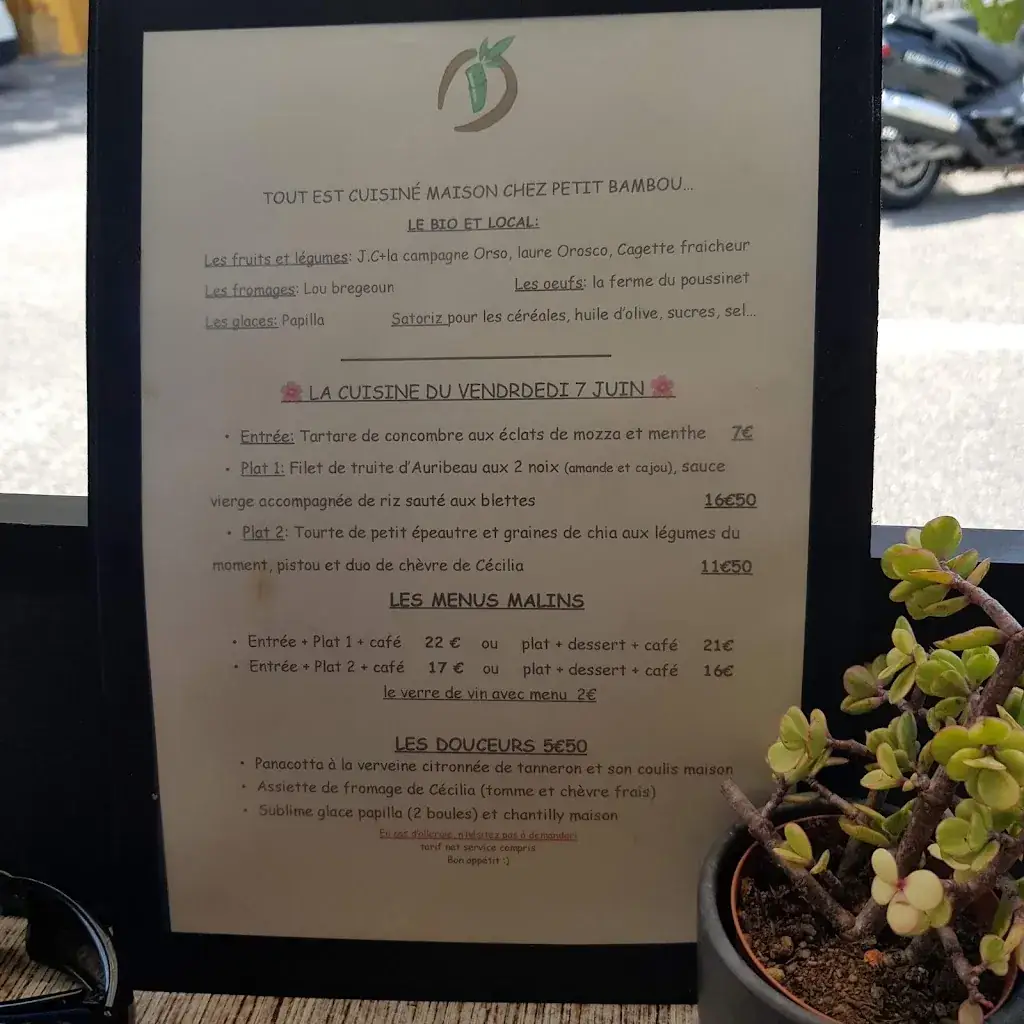 TOUT EST CUISINÉ MAISON CHEZ PETIT BAMBOU...
LE BIO ET LOCAL:
Les fruits et légumes: J.C+la campagne Orso, laure Orosco, Cagette fraicheur
Les fromages: Lou bregeoun Les oeufs: la ferme du poussinet
Les glaces: Papilla Satoriz pour les céréales, huile d'olive, sucres, sel...
LA CUISINE DU VENDRDEDI 7 JUIN
• Entrée: Tartare de concombre aux éclats de mozza et menthe 7€
• Plat 1: Filet de truite d'Auribeau aux 2 noix (amande et cajou), sauce
vierge accompagnée de riz sauté aux blettes 16€50
• Plat 2: Tourte de petit épeautre et graines de chia aux légumes du
moment, pistou et duo de chèvre de Cécilia 11€50
LES MENUS MALINS
• Entrée + Plat 1 + café 22 € ou plat + dessert + café 21€
• Entrée + Plat 2 + café 17 € ou plat + dessert + café 16€
le verre de vin avec menu 2€
LES DOUCEURS 5€50
• Panacotta à la verveine citronnée de tanneron et son coulis maison
• Assiette de fromage de Cécilia (tomme et chèvre frais)
• Sublime glace papilla (2 boules) et chantilly maison
En cas d'allergie, n'hésitez pas à demander!
tarif net service compris
Bon appétit :)